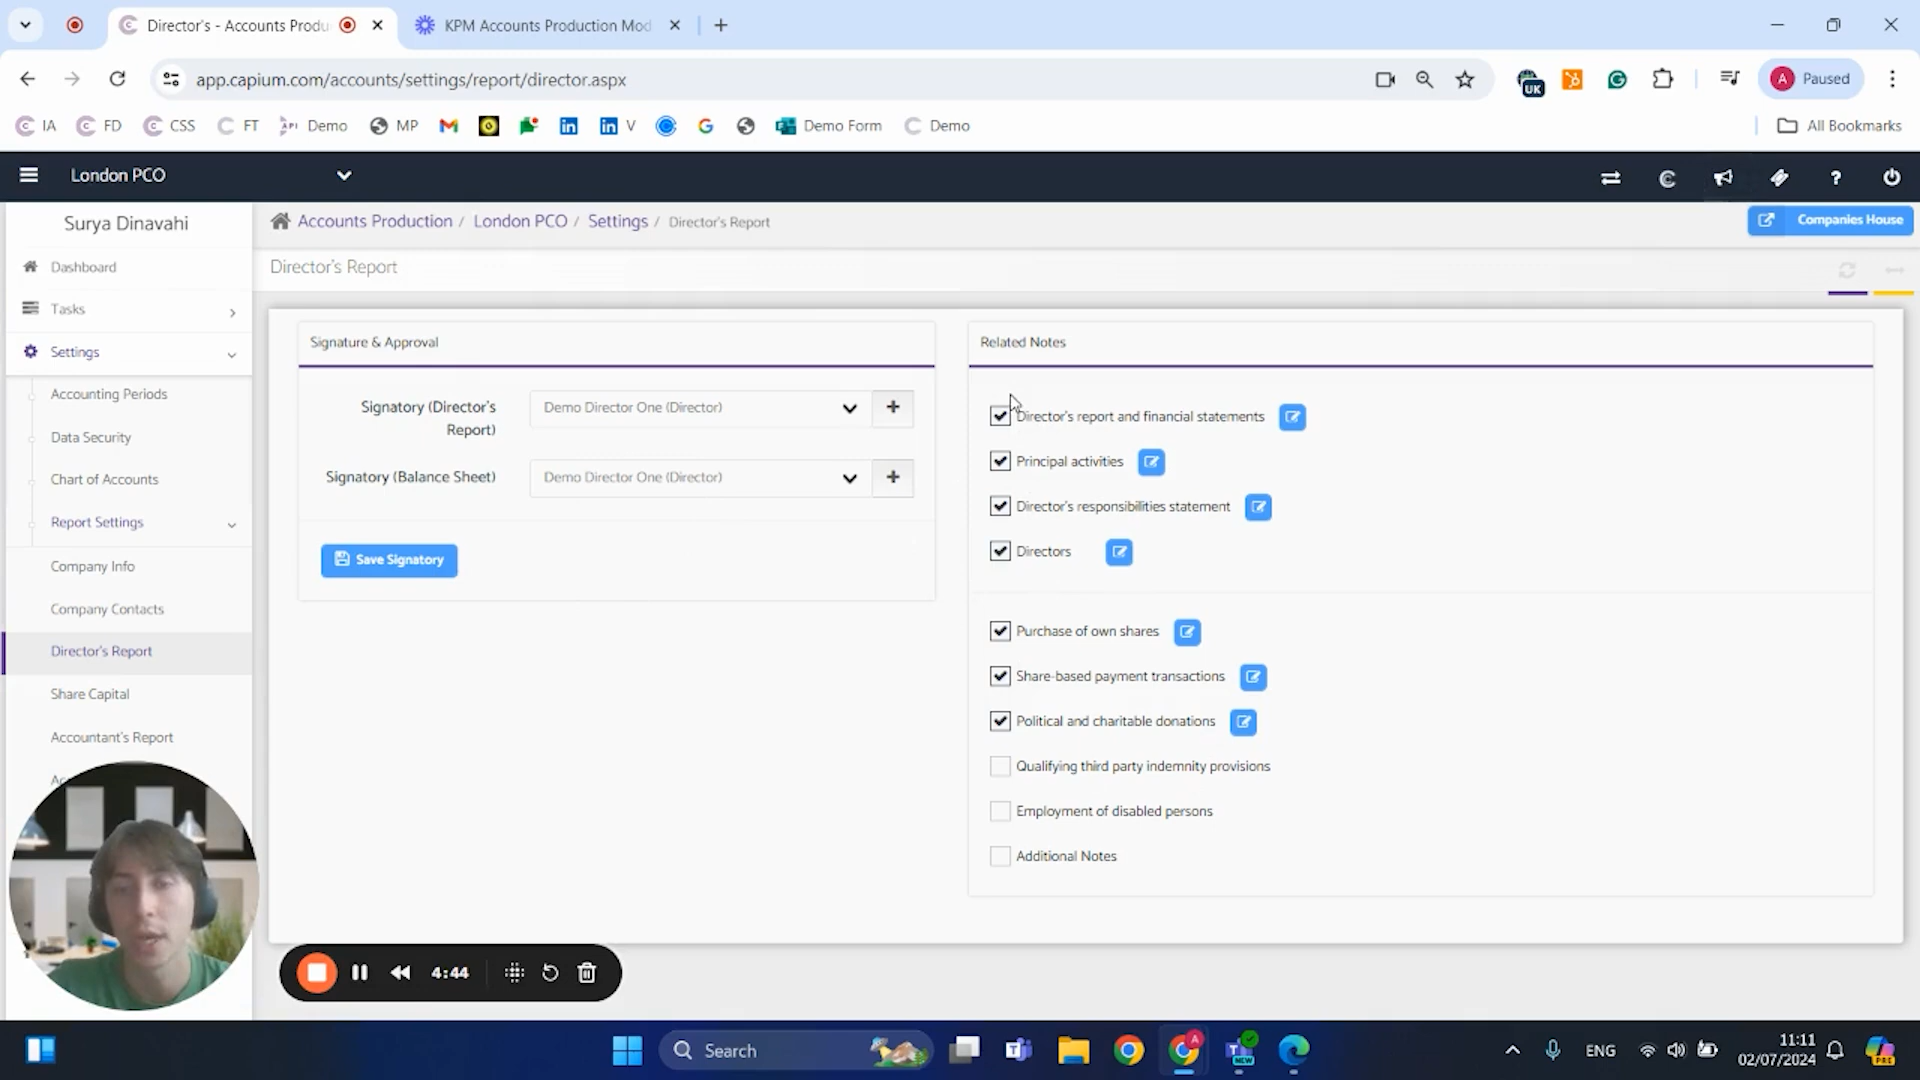 Director's - Accounts Produ
KPM Accounts Production Mod
app.capium.com/accounts/settings/report/director.aspx
UK
A
Paused
IA
FD
CSS
FT
API
Demo
MP
V
Demo Form
Demo
All Bookmarks
London PCO
Surya Dinavahi
Accounts Production / London PCO / Settings / Director's Report
Companies House
Director's Report
Dashboard
Tasks
Settings
Accounting Periods
Data Security
Chart of Accounts
Report Settings
Company Info
Company Contacts
Director's Report
Share Capital
Accountant's Report
Ac
Signature & Approval
Signatory (Director's
Report)
Demo Director One (Director)
Signatory (Balance Sheet)
Demo Director One (Director)
Save Signatory
Related Notes
Director's report and financial statements
Principal activities
Director's responsibilities statement
Directors
Purchase of own shares
Share-based payment transactions
Political and charitable donations
Qualifying third party indemnity provisions
Employment of disabled persons
Additional Notes
4:44
Search
A
NEW
ENG
11:11
02/07/2024
PRE